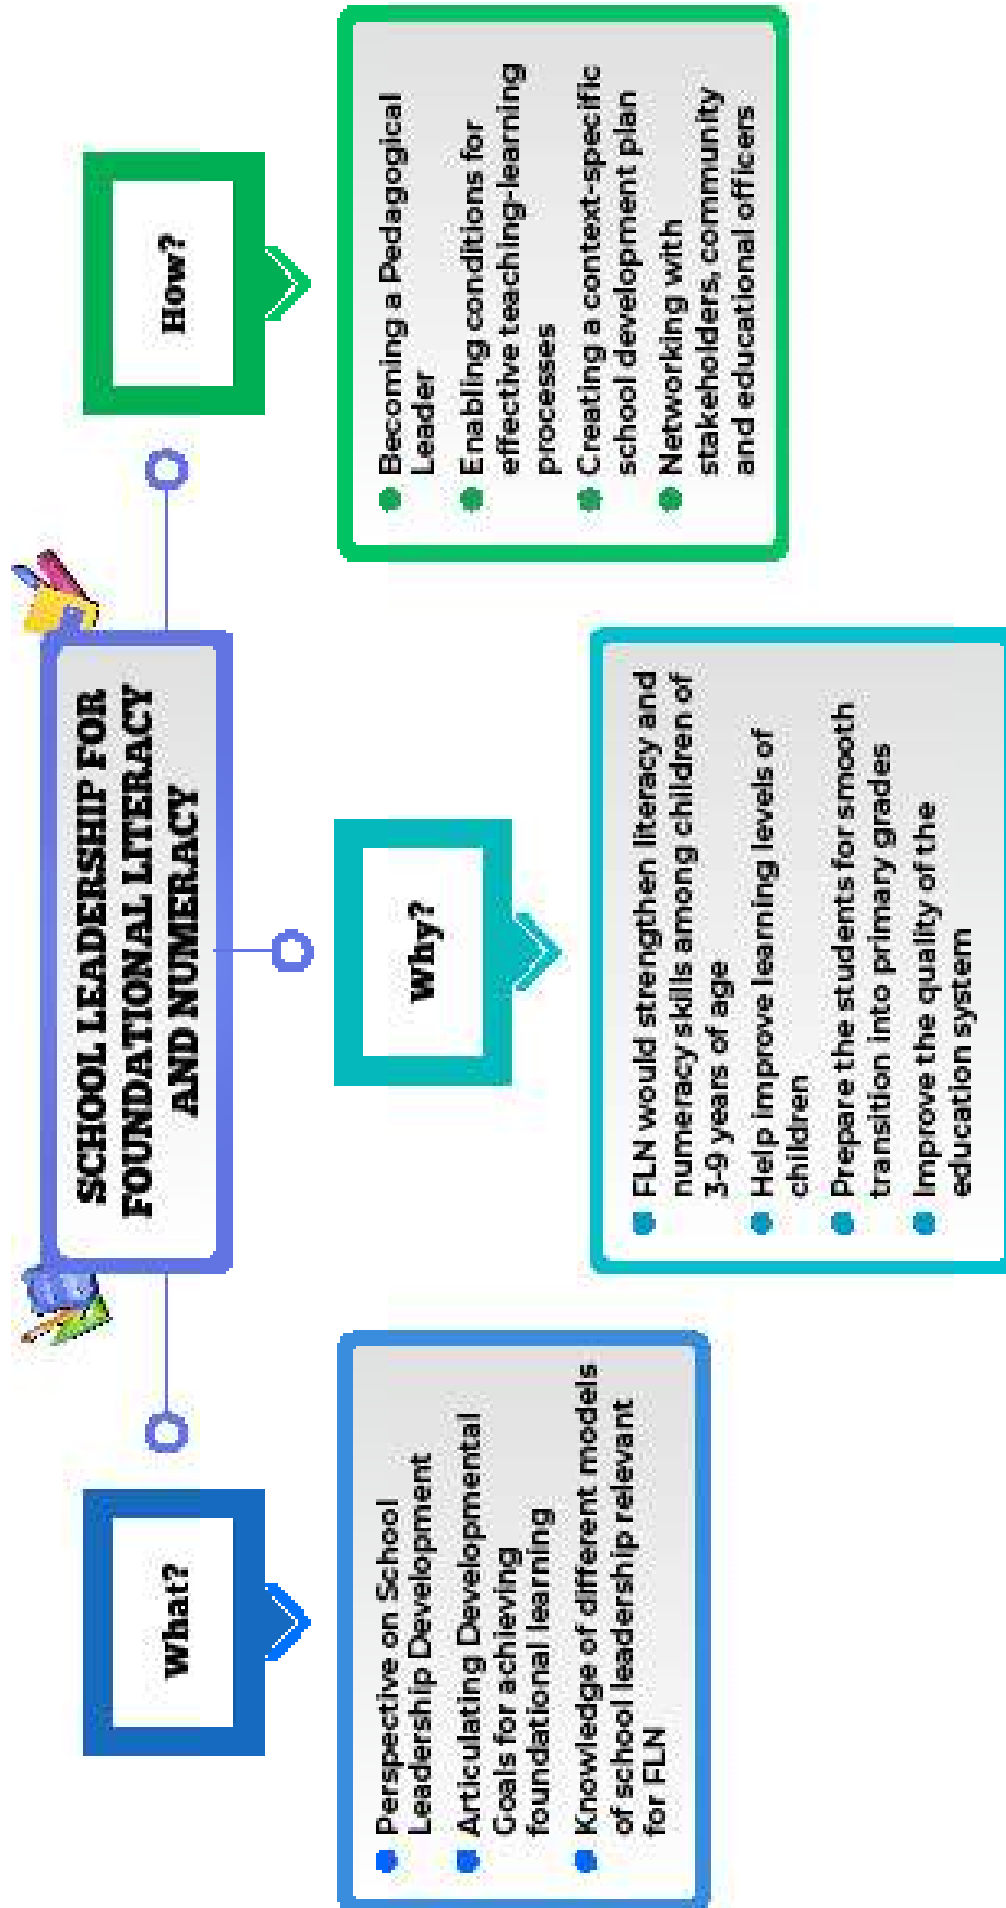 SCHOOL LEADERSHIP FOR
FOUNDATIONAL LITERACY
AND NUMERACY
What?
Perspective on School
Leadership Development
Articulating Developmental
Goals for achieving
foundational learning
Knowledge of different models
of school leadership relevant
for FLN
Why?
FLN would strengthen literacy and
numeracy skills among children of
3-9 years of age
Help improve learning levels of
children
Prepare the students for smooth
transition into primary grades
Improve the quality of the
education system
How?
Becoming a Pedagogical
Leader
Enabling conditions for
effective teaching-learning
processes
Creating a context-specific
school development plan
Networking with
stakeholders, community
and educational officers